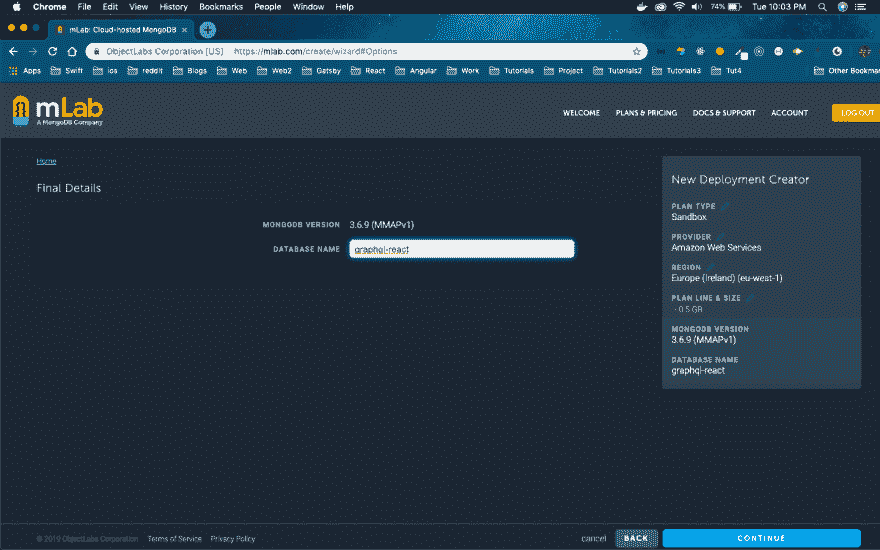 Chrome File Edit View History Bookmarks People Window Help 74% Tue 10:03 PM
mLab: Cloud-hosted MongoDB
ObjectLabs Corporation [US] https://mlab.com/create/wizard#Options
Apps Swift ios reddit Blogs Web Web2 Gatsby React Angular Work Tutorials Project Tutorials2 Tutorials3 Tut4 Other Bookmar
mLab
A MongoDB Company
WELCOME PLANS & PRICING DOCS & SUPPORT ACCOUNT LOG OUT
Home
Final Details
MONGODB VERSION 3.6.9 (MMAPv1)
DATABASE NAME graphql-react
New Deployment Creator
PLAN TYPE
Sandbox
PROVIDER
Amazon Web Services
REGION
Europe (Ireland) (eu-west-1)
PLAN LINE & SIZE
- 0.5 GB
MONGODB VERSION
3.6.9 (MMAPv1)
DATABASE NAME
graphql-react
© 2019 ObjectLabs Corporation Terms of Service Privacy Policy cancel BACK CONTINUE